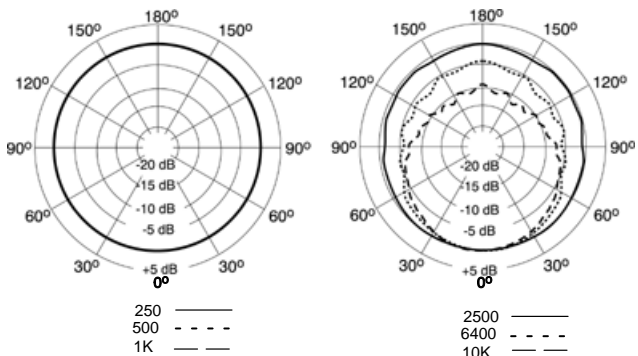 180º 180º
150º 150º 150º 150º
120º 120º 120º 120º
90º 90º 90º 90º
-20 dB -20 dB
-15 dB -15 dB
60º 60º 60º 60º
-10 dB -10 dB
-5 dB -5 dB
30º 30º 30º 30º
+5 dB +5 dB
0º 0º
250 2500
500 6400
1K 10K